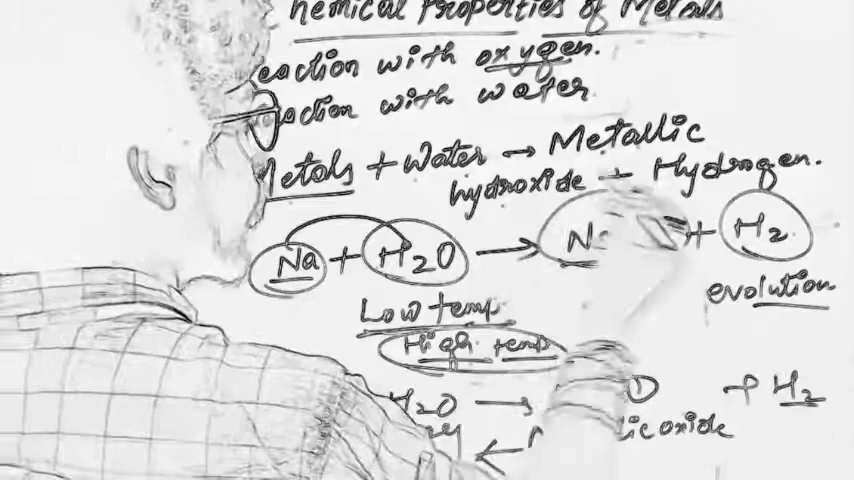 hemical Properties of Metals
eaction with oxygen.
action with water
Metals + Water → Metallic
hydroxide + Hydrogen.
Na + H2O → N + H2
evolution
Low temp
High temp
H2O → + H2
←
licoxide